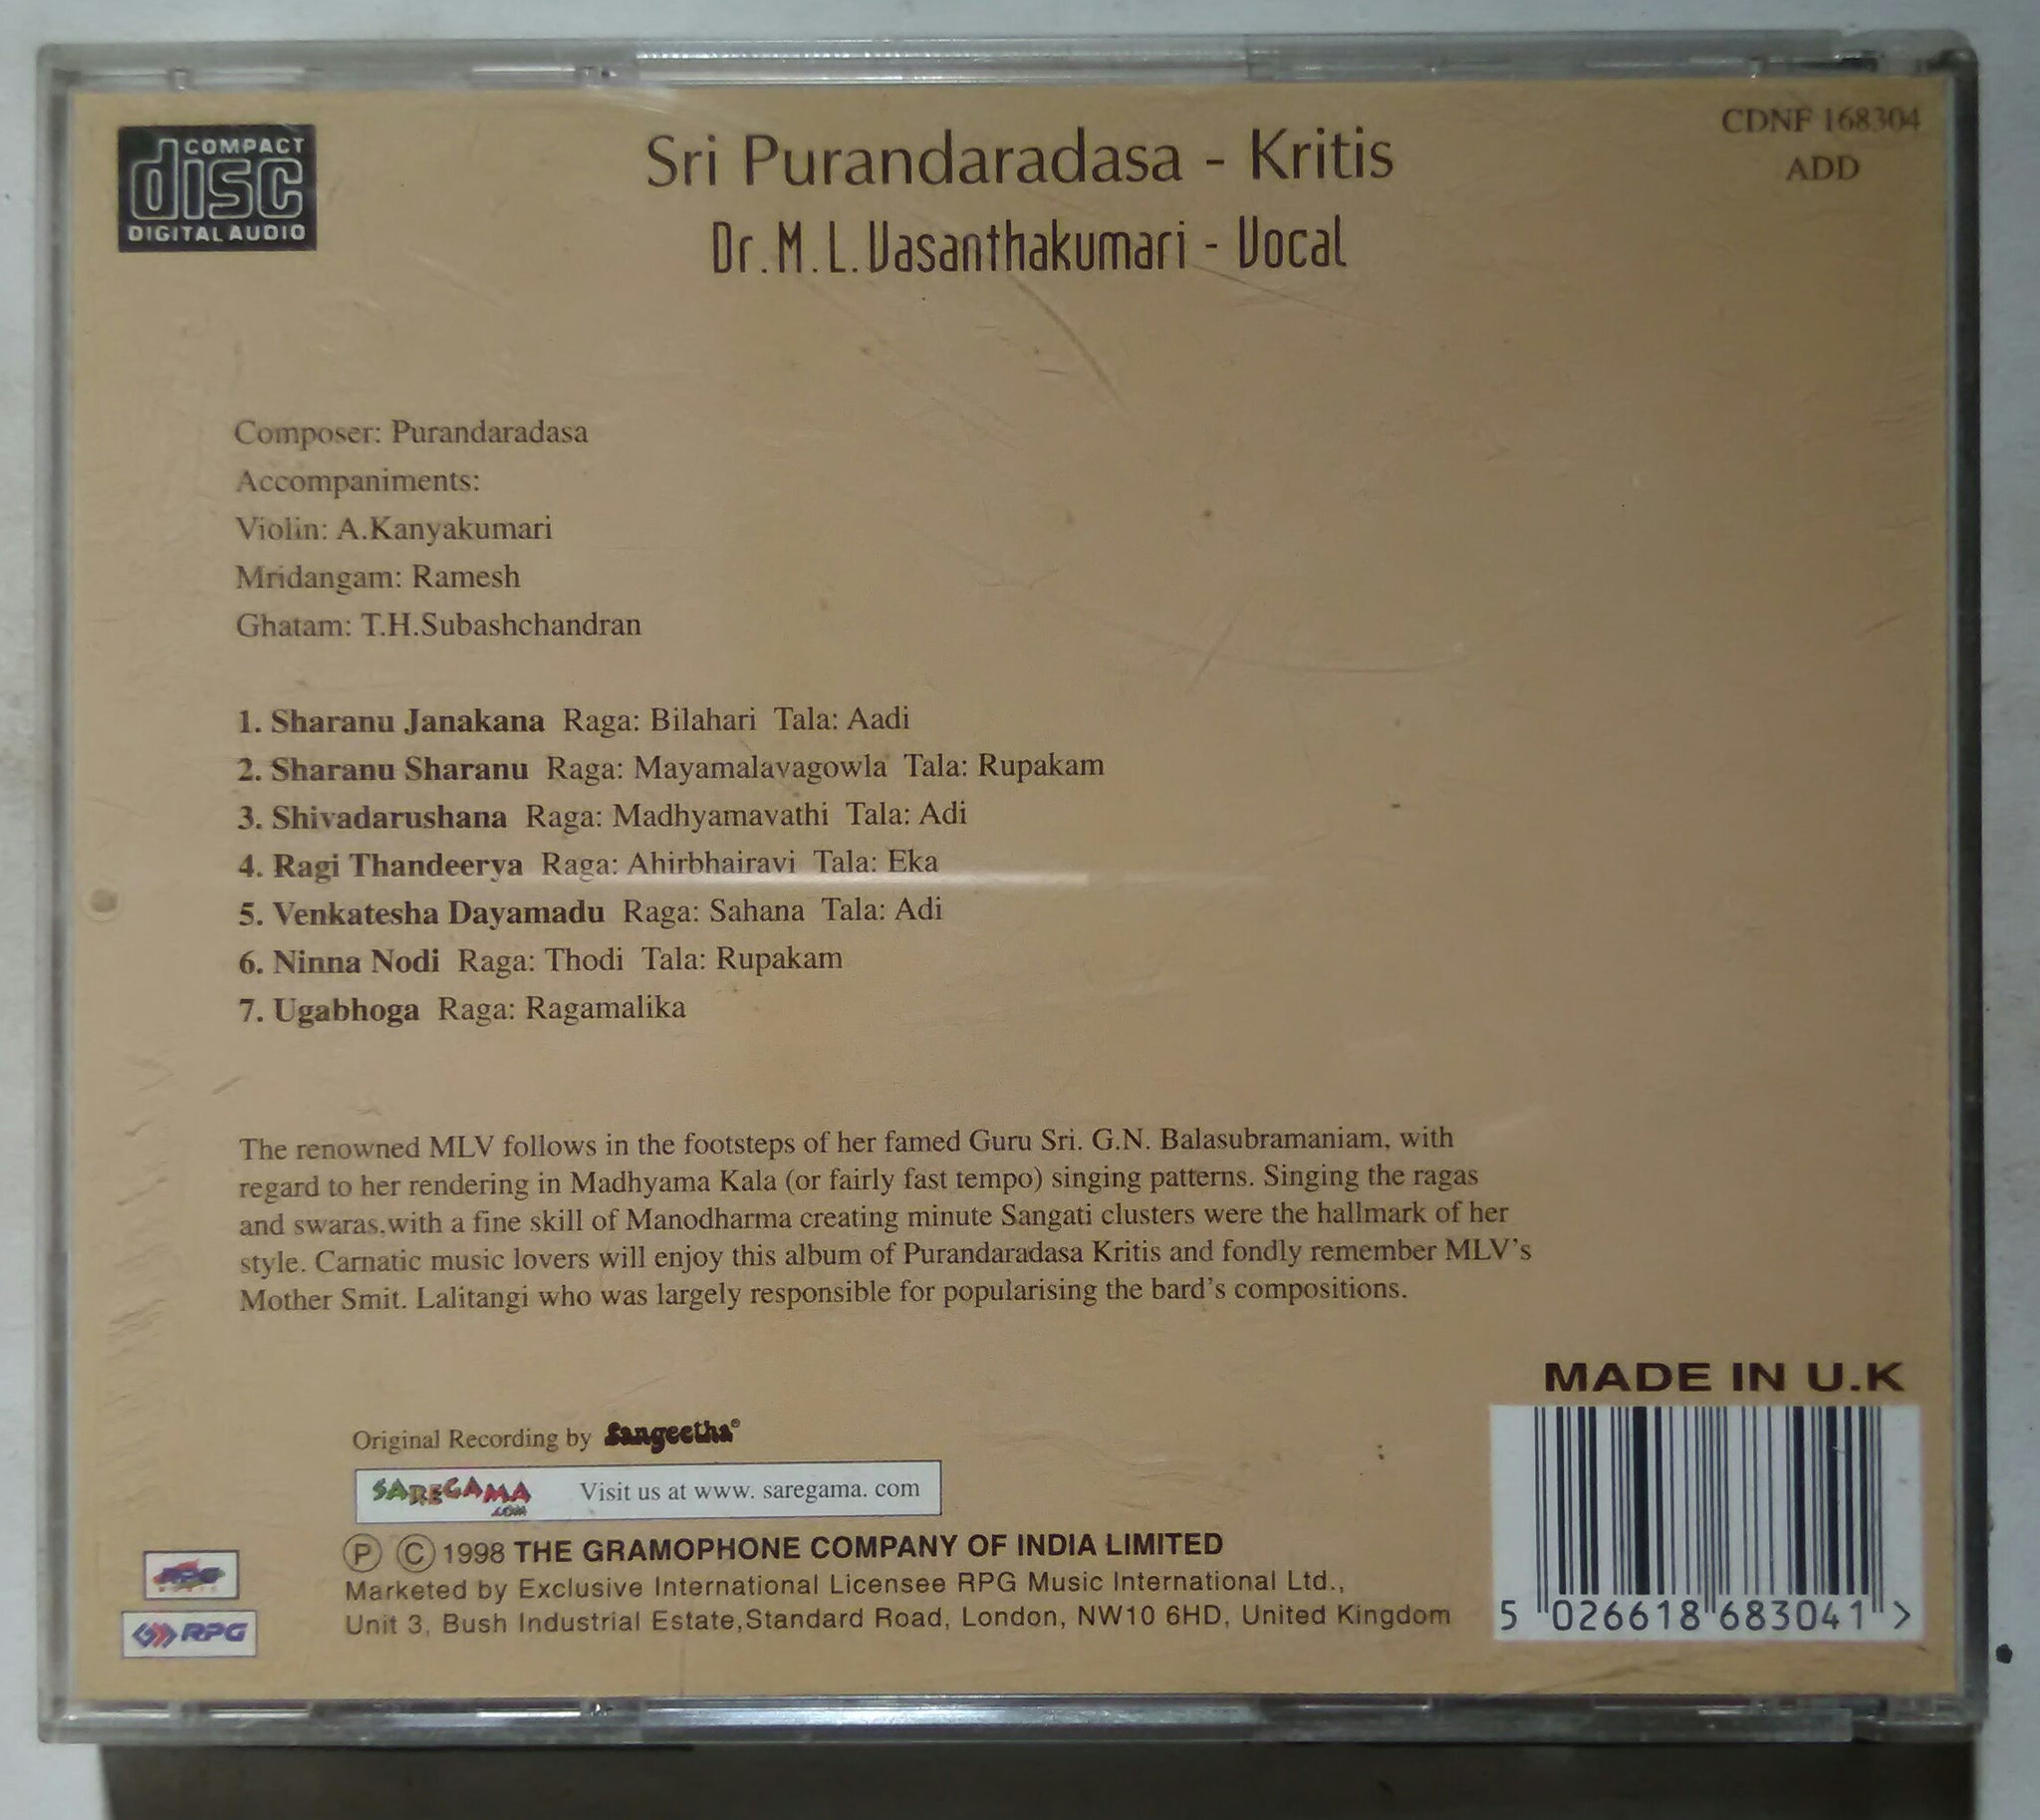 COMPACT
disc
DIGITAL AUDIO
CDNF 168304
ADD
Sri Purandaradasa - Kritis
Dr.M.L.Vasanthakumari - Vocal
Composer: Purandaradasa
Accompaniments:
Violin: A.Kanyakumari
Mridangam: Ramesh
Ghatam: T.H.Subashchandran
1. Sharanu Janakana Raga: Bilahari Tala: Aadi
2. Sharanu Sharanu Raga: Mayamalavagowla Tala: Rupakam
3. Shivadarushana Raga: Madhyamavathi Tala: Adi
4. Ragi Thandeerya Raga: Ahirbhairavi Tala: Eka
5. Venkatesha Dayamadu Raga: Sahana Tala: Adi
6. Ninna Nodi Raga: Thodi Tala: Rupakam
7. Ugabhoga Raga: Ragamalika
The renowned MLV follows in the footsteps of her famed Guru Sri. G.N. Balasubramaniam, with
regard to her rendering in Madhyama Kala (or fairly fast tempo) singing patterns. Singing the ragas
and swaras.with a fine skill of Manodharma creating minute Sangati clusters were the hallmark of her
style. Carnatic music lovers will enjoy this album of Purandaradasa Kritis and fondly remember MLV's
Mother Smit. Lalitangi who was largely responsible for popularising the bard's compositions.
MADE IN U.K
Original Recording by Sangeetha®
SAREGAMA .COM Visit us at www. saregama. com
Ⓟ Ⓒ 1998 THE GRAMOPHONE COMPANY OF INDIA LIMITED
Marketed by Exclusive International Licensee RPG Music International Ltd.,
Unit 3, Bush Industrial Estate,Standard Road, London, NW10 6HD, United Kingdom
RPG
MUSIC
RPG
5 026618 683041 >